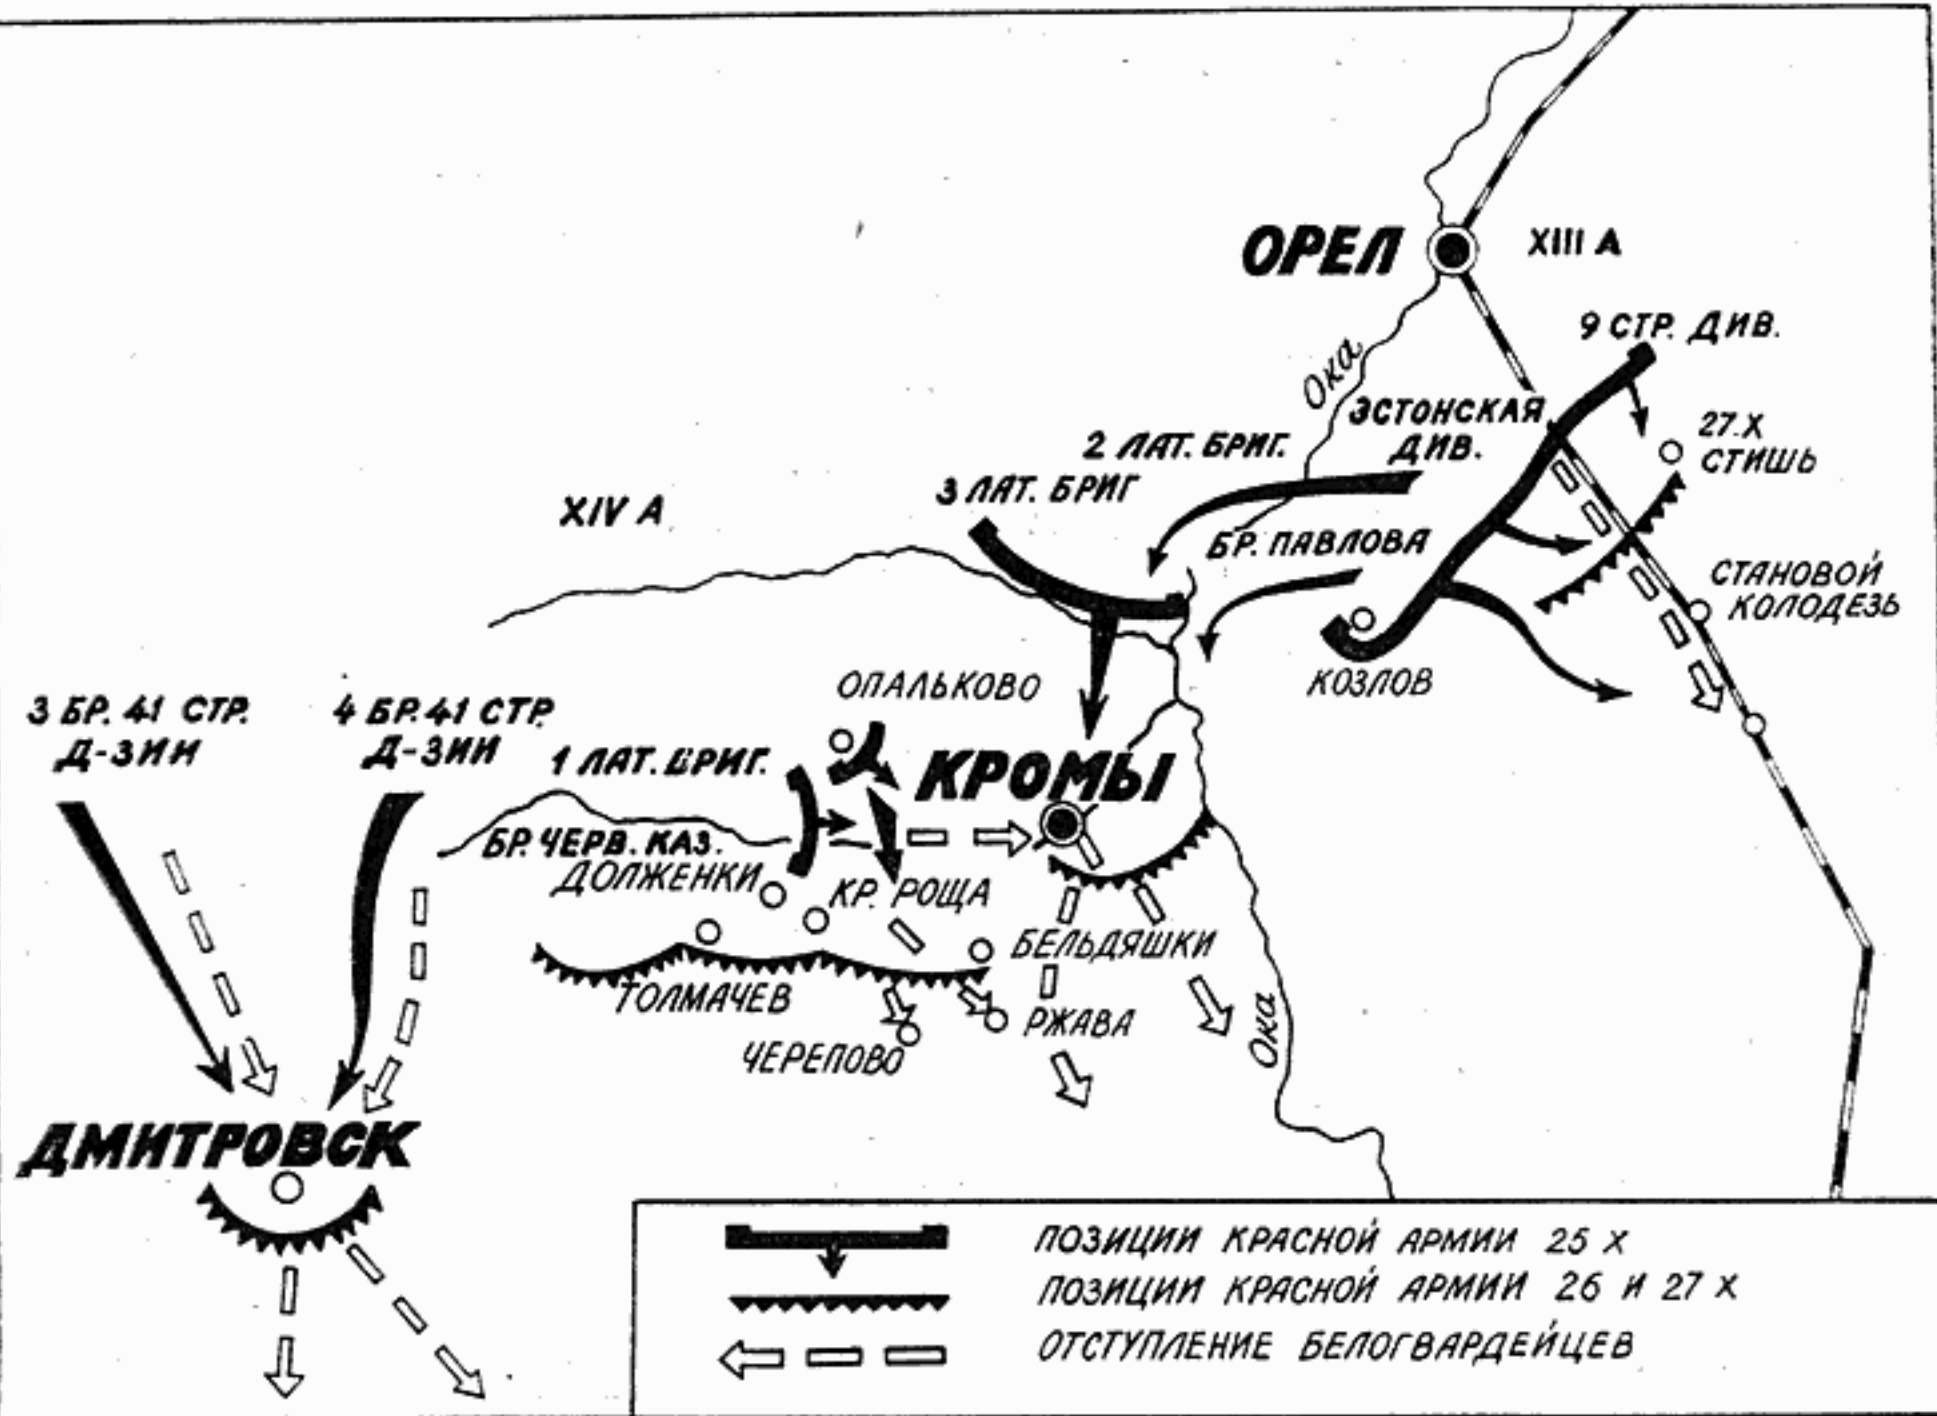 ОРЕЛ
XIII А
9 СТР. ДИВ.
Ока
ЭСТОНСКАЯ
ДИВ.
27.X
СТИШЬ
2 ЛАТ. БРИГ.
3 ЛАТ. БРИГ
XIV А
БР. ПАВЛОВА
СТАНОВОЙ
КОЛОДЕЗЬ
КОЗЛОВ
ОПАЛЬКОВО
3 БР. 41 СТР.
Д-ЗИИ
4 БР. 41 СТР.
Д-ЗИИ
1 ЛАТ. БРИГ.
КРОМЫ
БР. ЧЕРВ. КАЗ.
ДОЛЖЕНКИ
КР. РОЩА
БЕЛЬДЯШКИ
ТОЛМАЧЕВ
РЖАВА
ЧЕРЕПОВО
Ока
ДМИТРОВСК
ПОЗИЦИИ КРАСНОЙ АРМИИ 25 X
ПОЗИЦИИ КРАСНОЙ АРМИИ 26 И 27 X
ОТСТУПЛЕНИЕ БЕЛОГВАРДЕЙЦЕВ